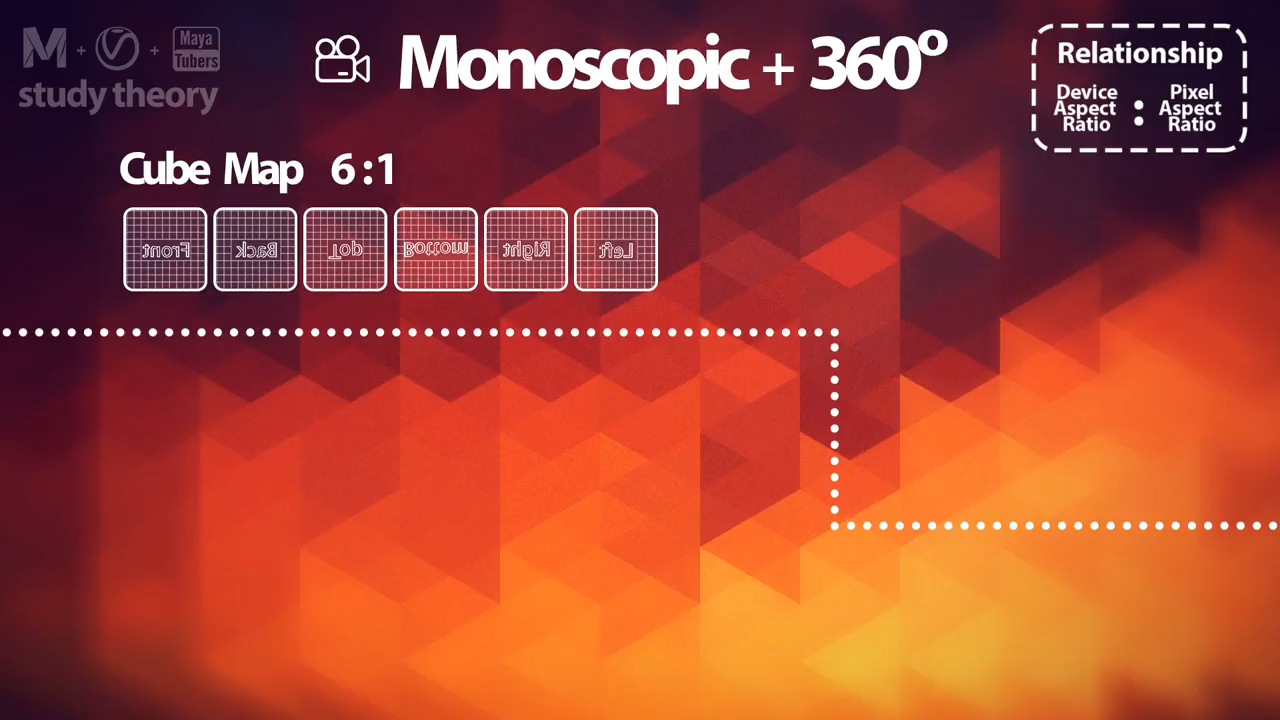 M + V + Maya Tubers
study theory
Monoscopic + 360º
Relationship
Device Aspect Ratio : Pixel Aspect Ratio
Cube Map 6:1
Front Back Top Bottom Right Left